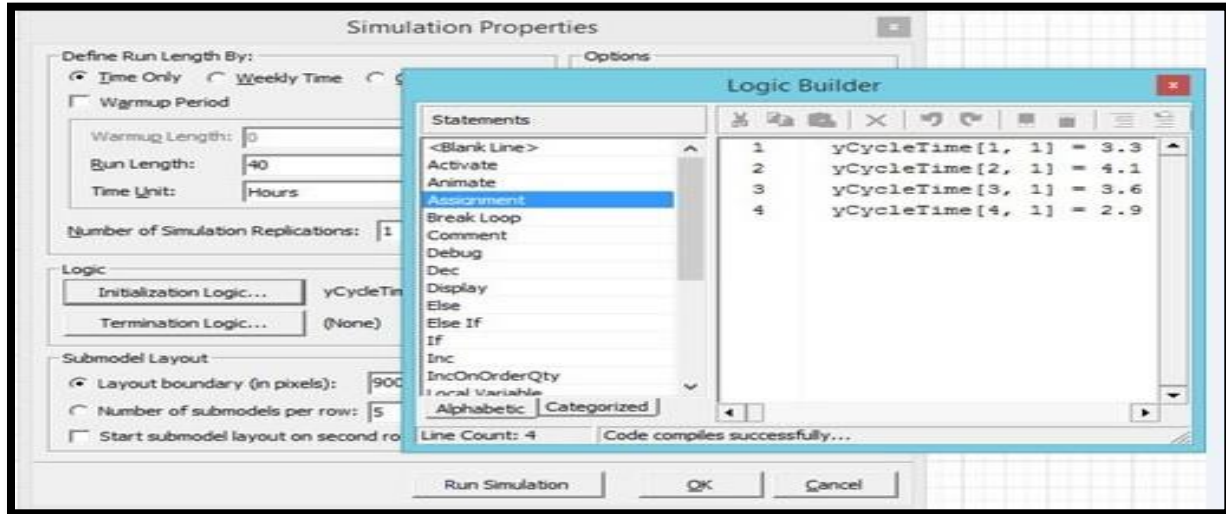 Simulation Properties
Define Run Length By:
Time Only Weekly Time
Warmup Period
Warmup Length: 0
Run Length: 40
Time Unit: Hours
Number of Simulation Replications: 1
Logic
Initialization Logic... yCycleTim
Termination Logic... (None)
Submodel Layout
Layout boundary (in pixels): 900
Number of submodels per row: 5
Start submodel layout on second ro
Options
Logic Builder
Statements
<Blank Line>
Activate
Animate
Assignment
Break Loop
Comment
Debug
Dec
Display
Else
Else If
If
Inc
IncOnOrderQty
Local Variable
Alphabetic Categorized
1 yCycleTime[1, 1] = 3.3
2 yCycleTime[2, 1] = 4.1
3 yCycleTime[3, 1] = 3.6
4 yCycleTime[4, 1] = 2.9
Line Count: 4 Code compiles successfully...
Run Simulation OK Cancel